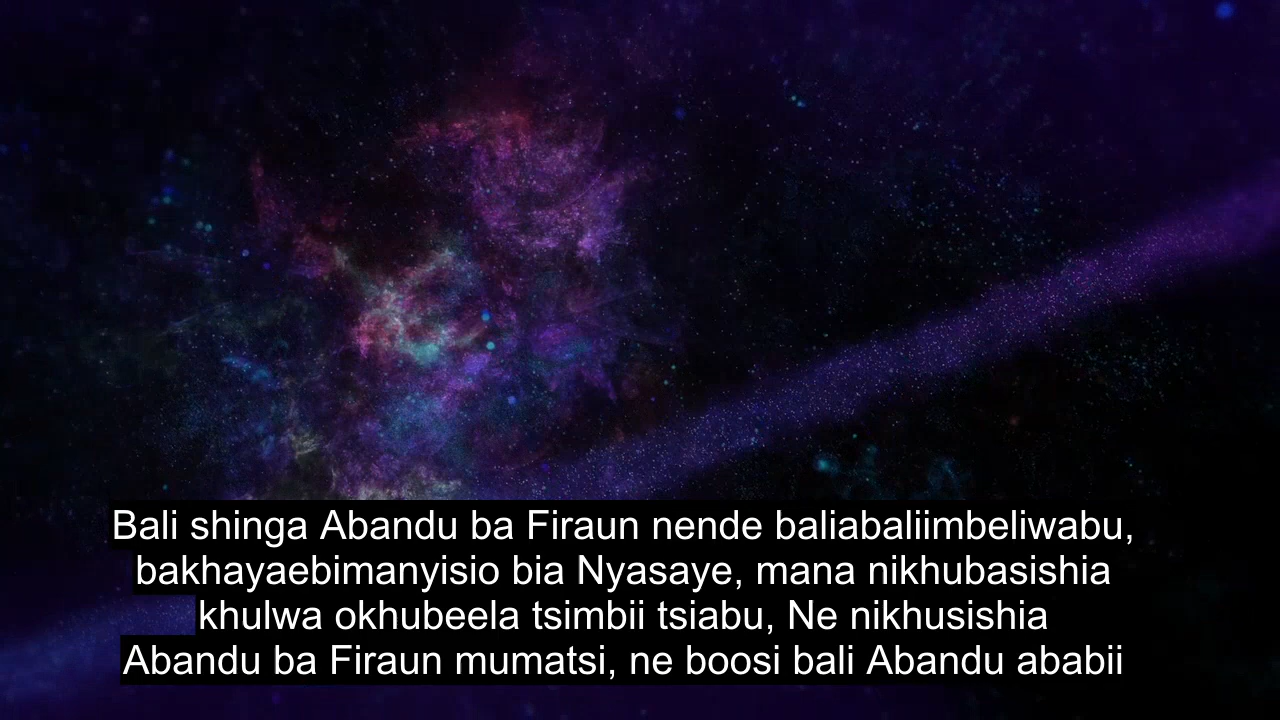 Bali shinga Abandu ba Firaun nende baliabaliimbeliwabu,
bakhayaebimanyisio bia Nyasaye, mana nikhubasishia
khulwa okhubeela tsimbii tsiabu, Ne nikhusishia
Abandu ba Firaun mumatsi, ne boosi bali Abandu ababii